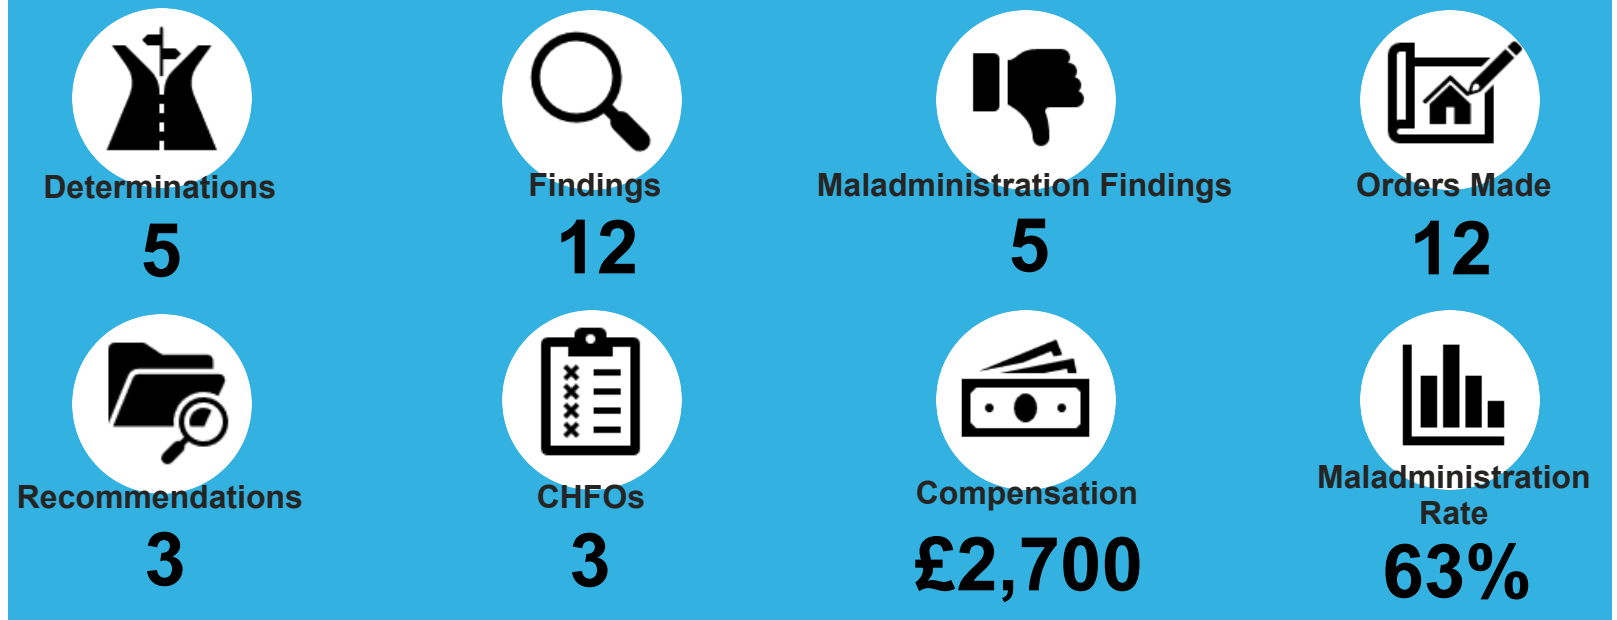 Determinations
5
Findings
12
Maladministration Findings
5
Orders Made
12
Recommendations
3
CHFOs
3
Compensation
£2,700
Maladministration
Rate
63%